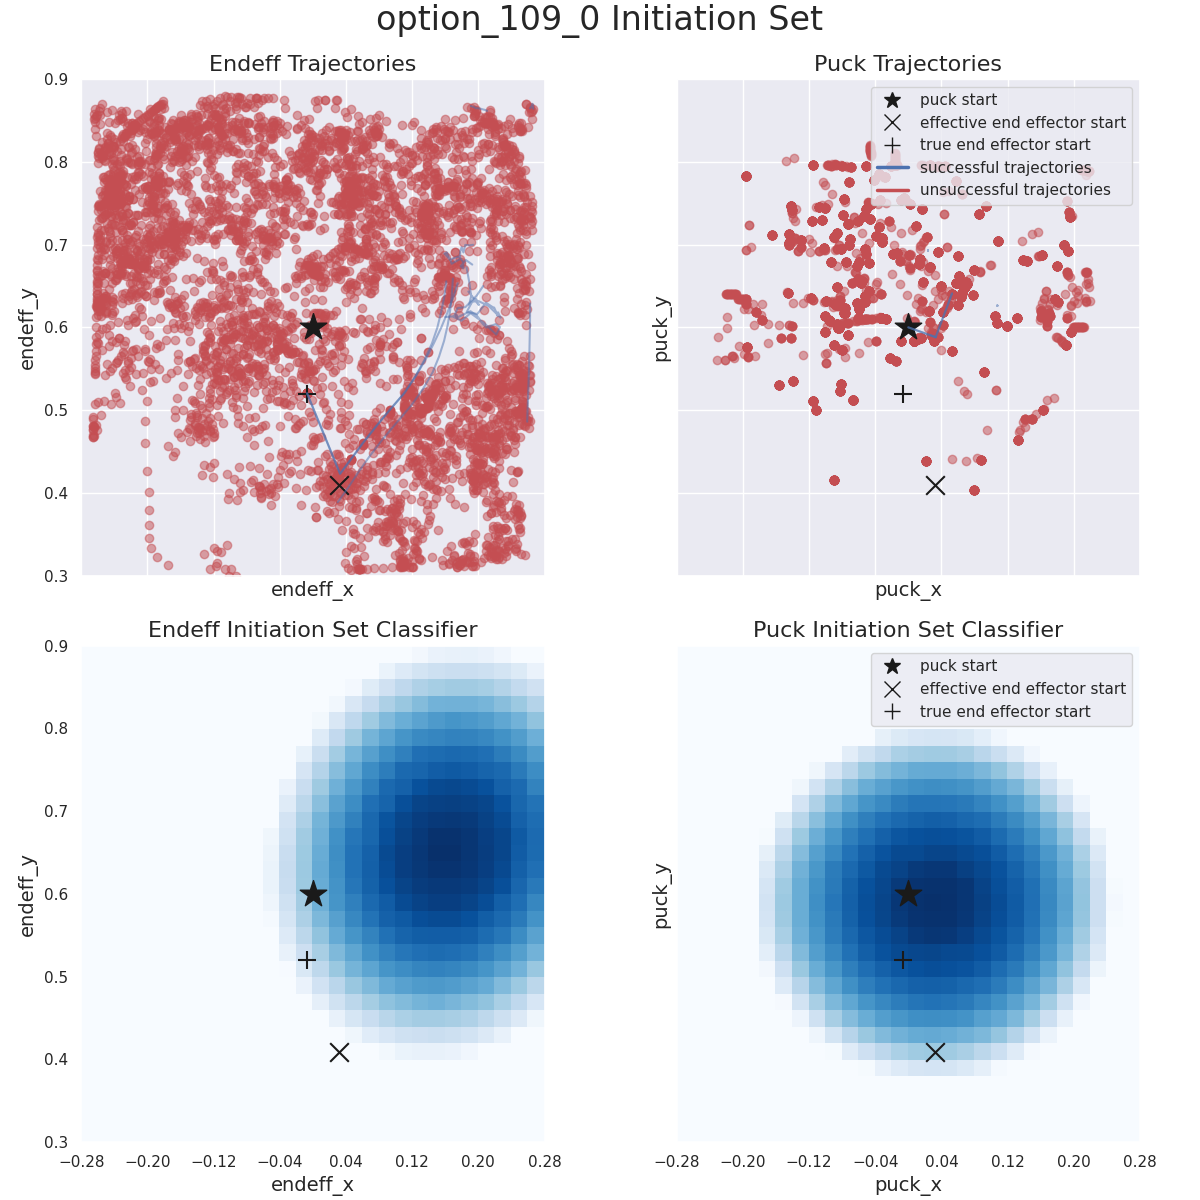 option_109_0 Initiation Set
Endeff Trajectories
Puck Trajectories
puck start
effective end effector start
true end effector start
successful trajectories
unsuccessful trajectories
0.9
0.8
0.7
0.6
0.5
0.4
0.3
endeff_y
puck_y
endeff_x
puck_x
Endeff Initiation Set Classifier
Puck Initiation Set Classifier
puck start
effective end effector start
true end effector start
0.9
0.8
0.7
0.6
0.5
0.4
0.3
endeff_y
puck_y
−0.28 −0.20 −0.12 −0.04 0.04 0.12 0.20 0.28
−0.28 −0.20 −0.12 −0.04 0.04 0.12 0.20 0.28
endeff_x
puck_x